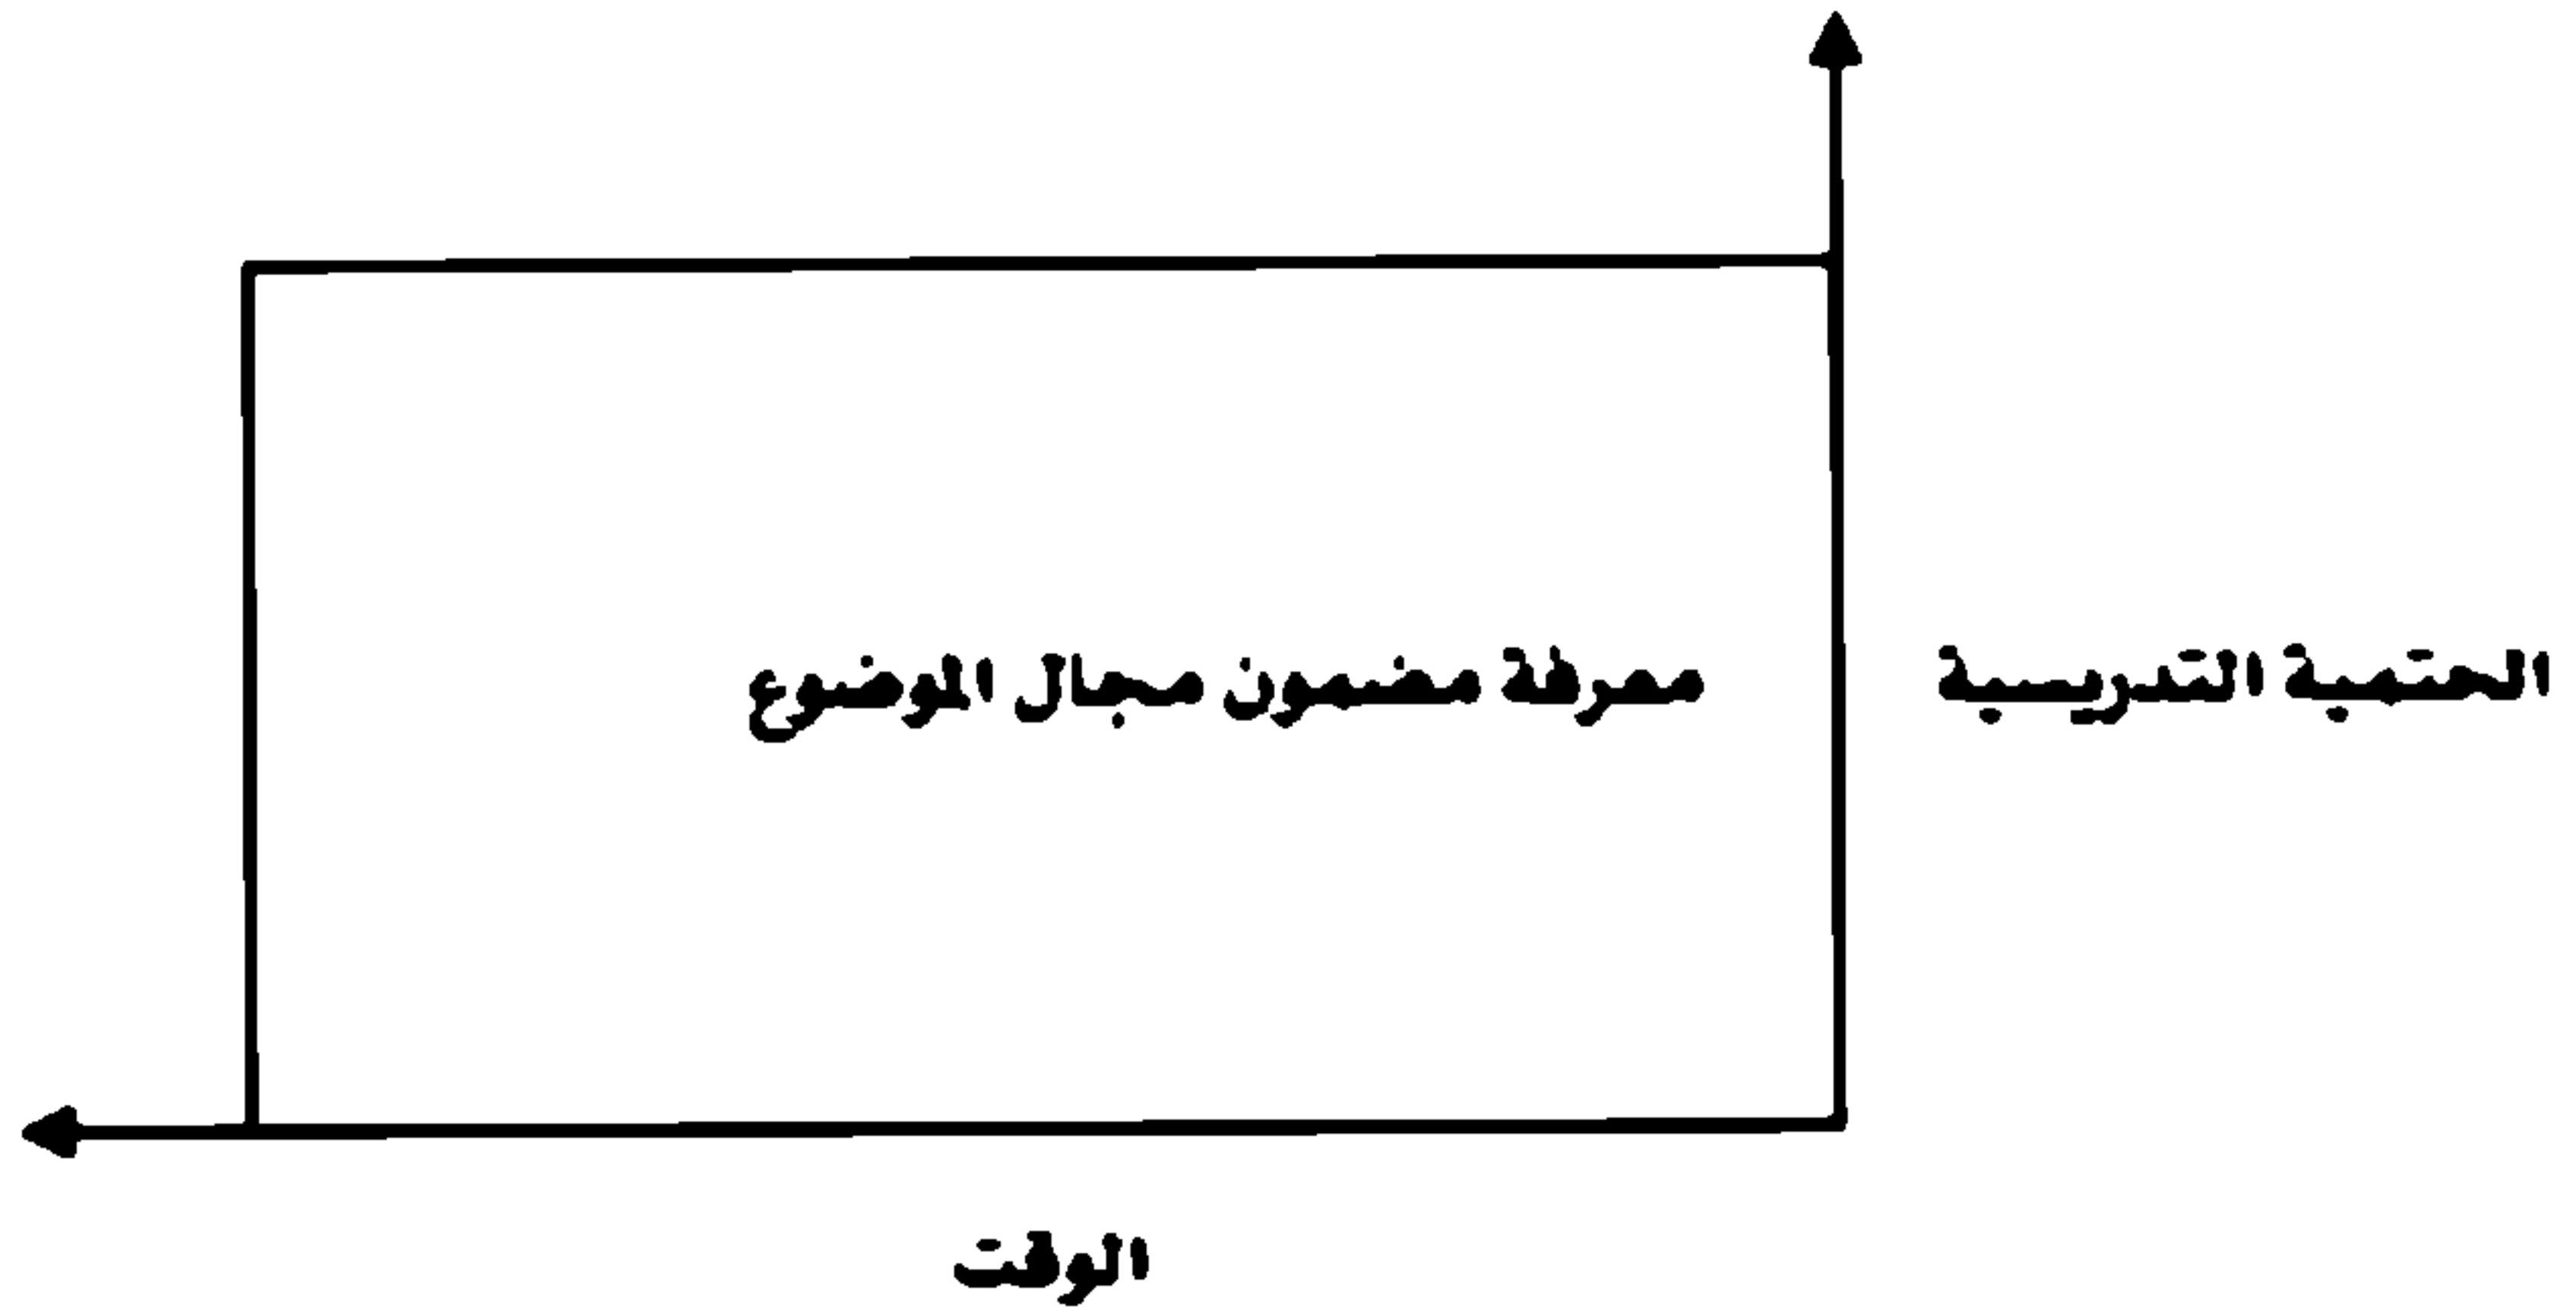 الحتمية التدريسية
معرفة مضمون مجال الموضوع
الوقت